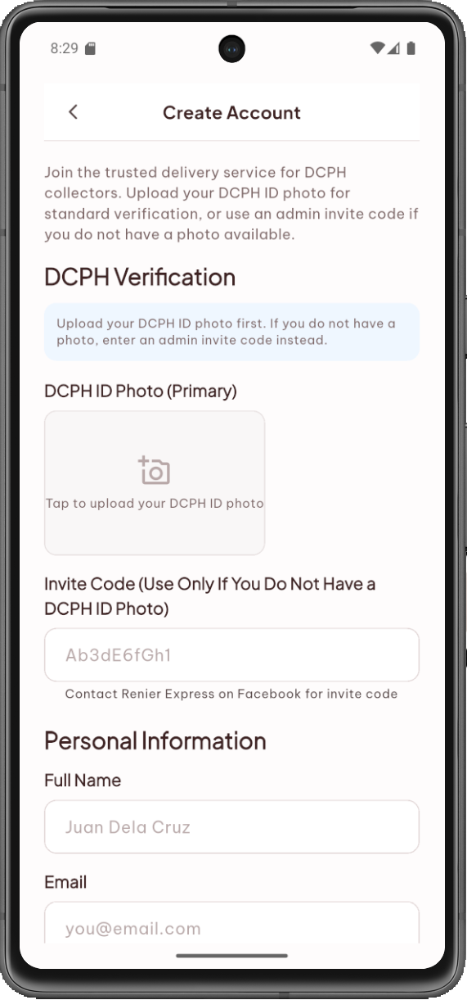 8:29
Create Account
Join the trusted delivery service for DCPH
collectors. Upload your DCPH ID photo for
standard verification, or use an admin invite code if
you do not have a photo available.
DCPH Verification
Upload your DCPH ID photo first. If you do not have a
photo, enter an admin invite code instead.
DCPH ID Photo (Primary)
Tap to upload your DCPH ID photo
Invite Code (Use Only If You Do Not Have a
DCPH ID Photo)
Ab3dE6fGh1
Contact Renier Express on Facebook for invite code
Personal Information
Full Name
Juan Dela Cruz
Email
you@email.com